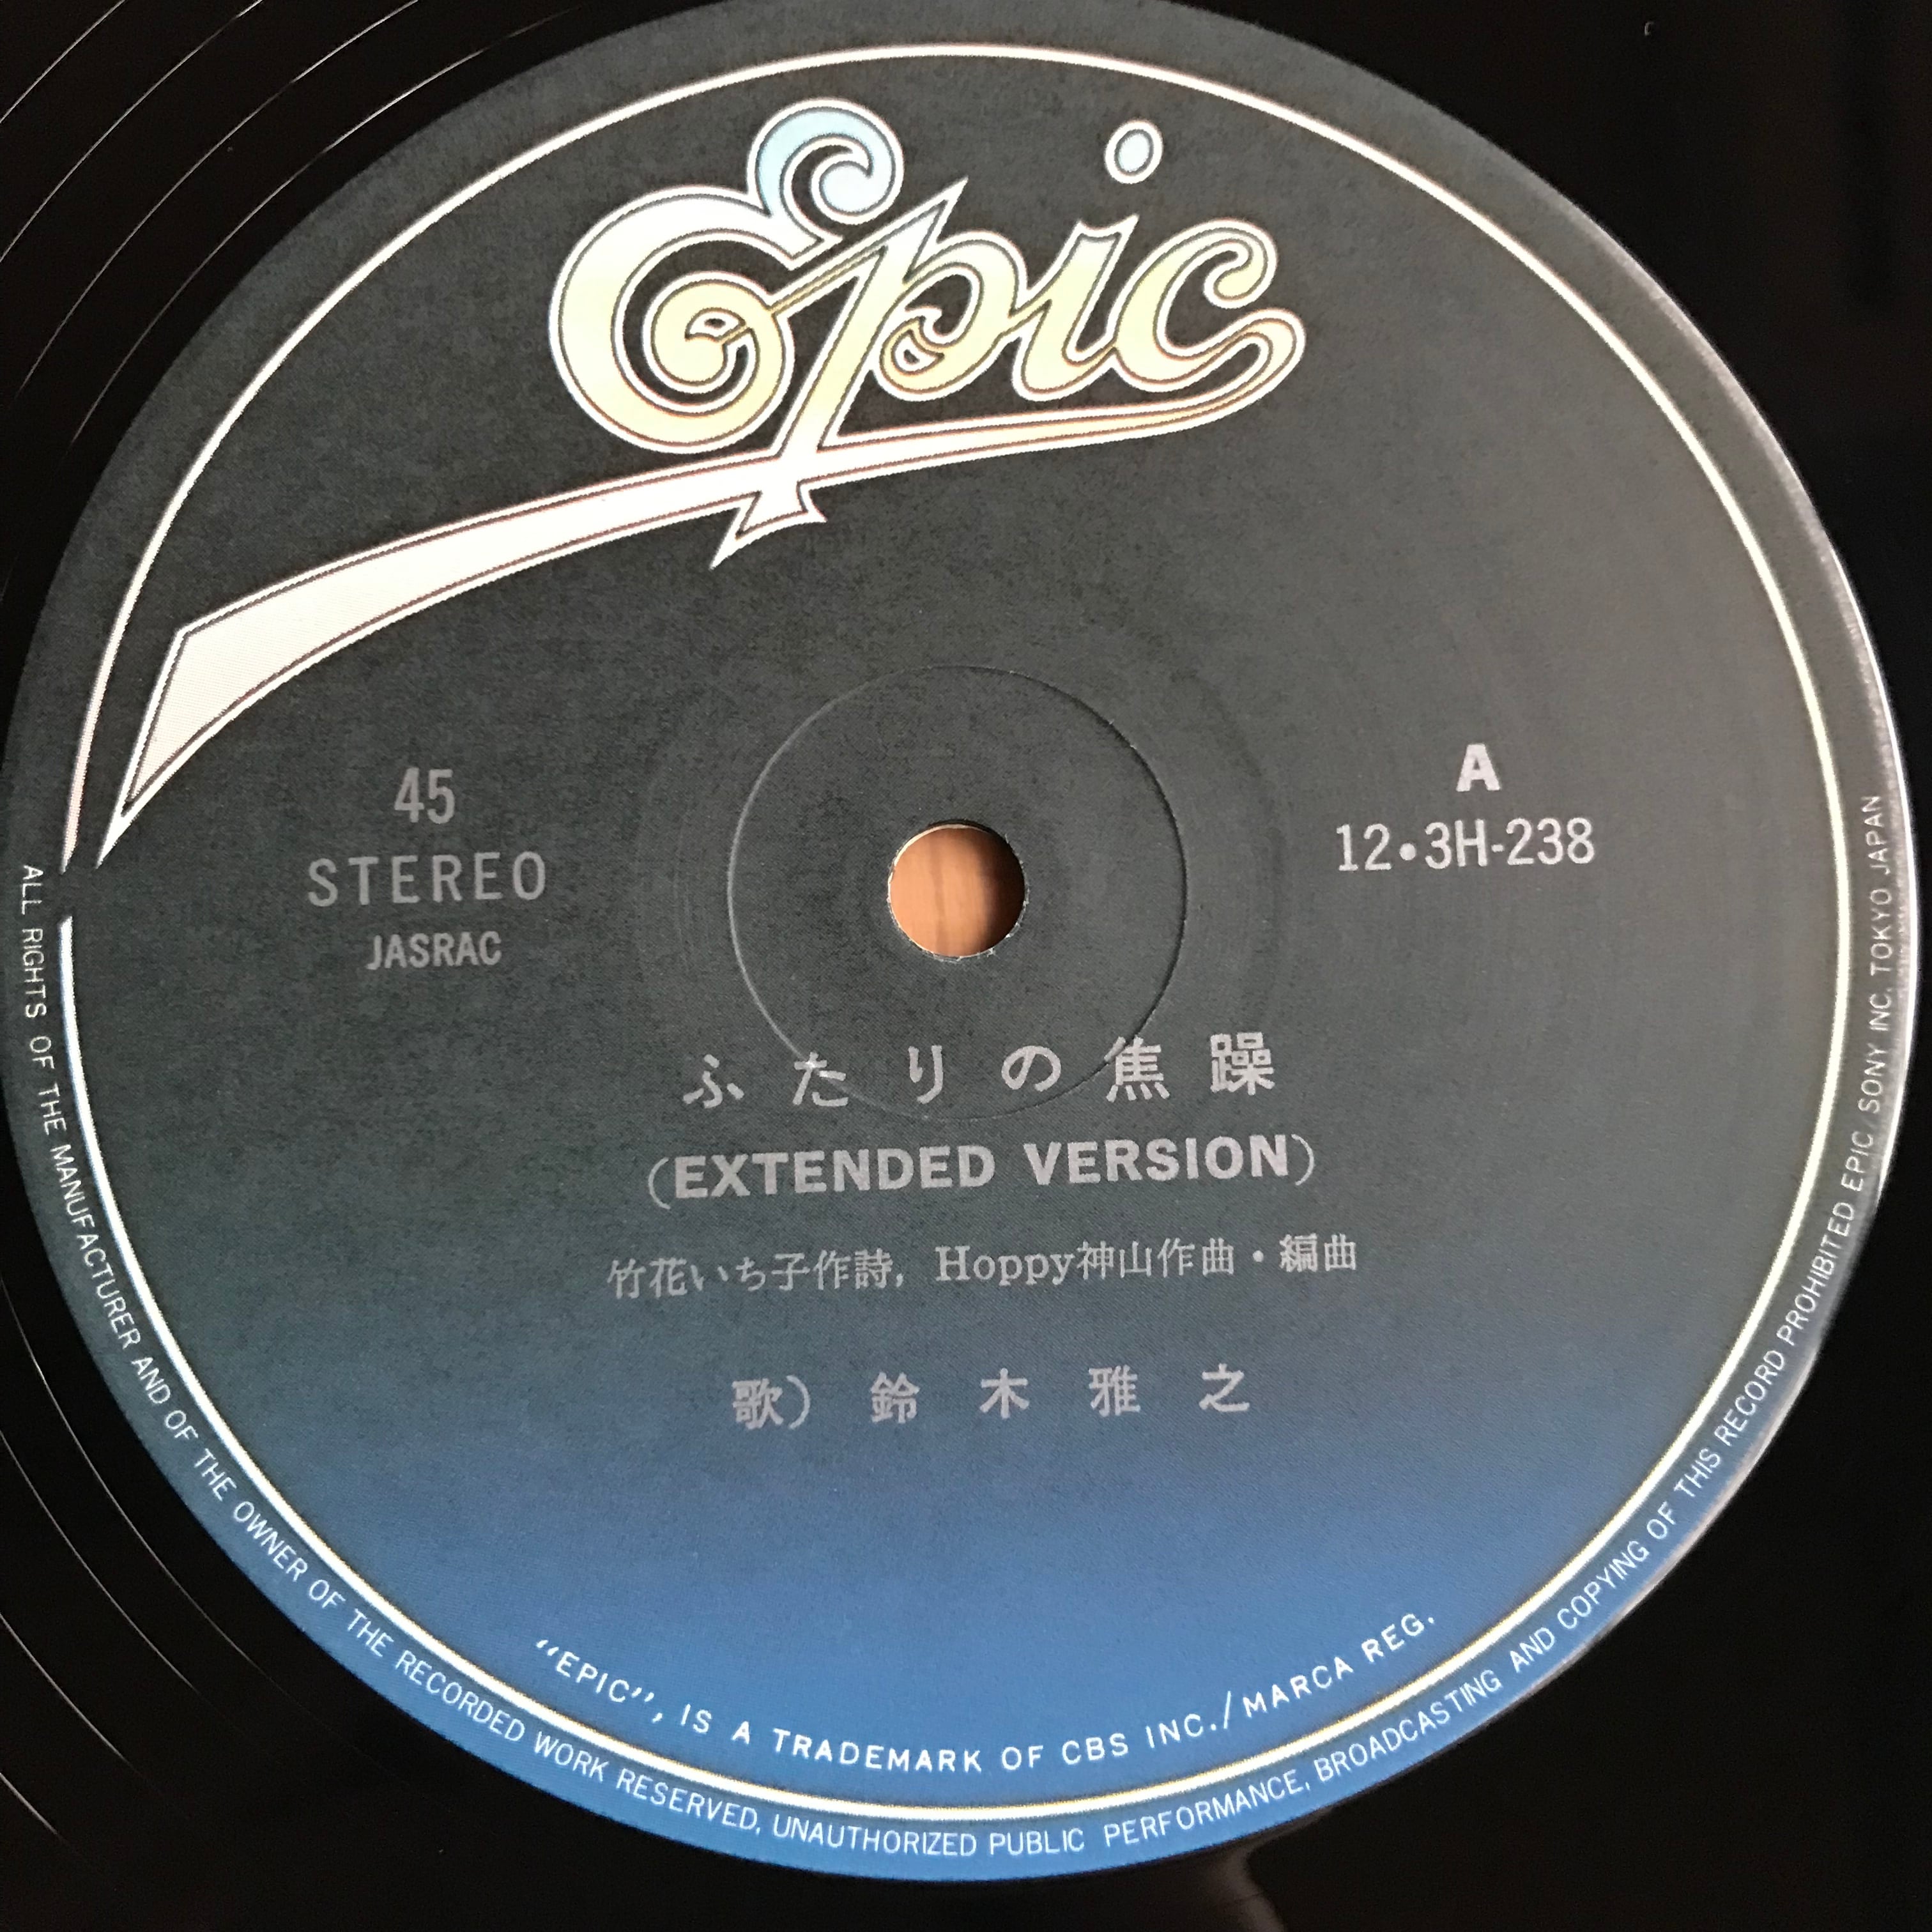 Epic
45
STEREO
JASRAC
A
12•3H-238
ふたりの焦躁
(EXTENDED VERSION)
竹花いち子作詩, Hoppy神山作曲・編曲
歌) 鈴木雅之
"EPIC", IS A TRADEMARK OF CBS INC./MARCA REG.
ALL RIGHTS OF THE MANUFACTURER AND OF THE OWNER OF THE RECORDED WORK RESERVED, UNAUTHORIZED PUBLIC PERFORMANCE, BROADCASTING AND COPYING OF THIS RECORD PROHIBITED EPIC/SONY INC. TOKYO JAPAN